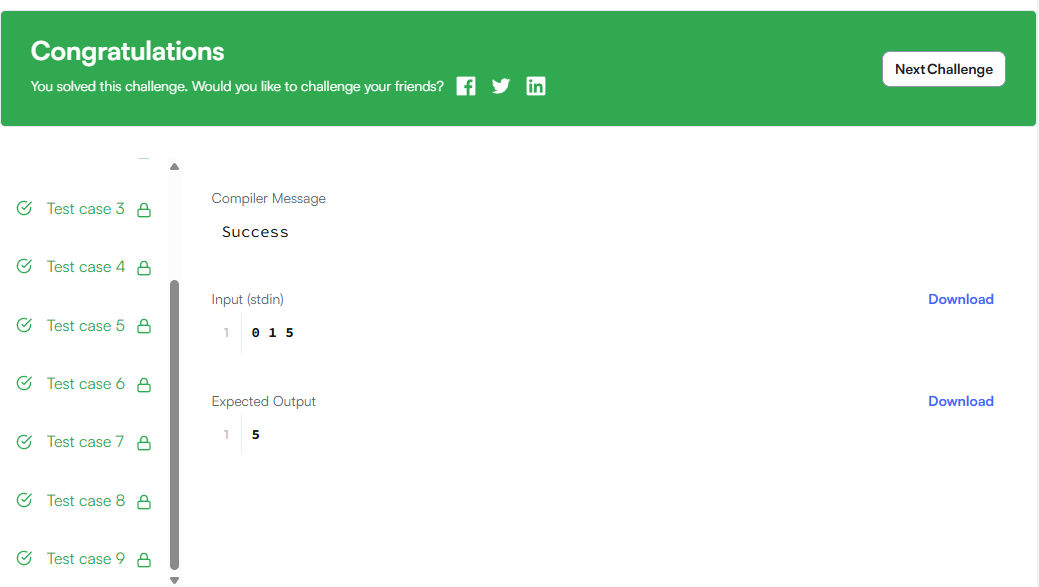 Congratulations
You solved this challenge. Would you like to challenge your friends?
Next Challenge
Test case 3
Test case 4
Test case 5
Test case 6
Test case 7
Test case 8
Test case 9
Compiler Message
Success
Input (stdin)
Download
1 0 1 5
Expected Output
Download
1 5